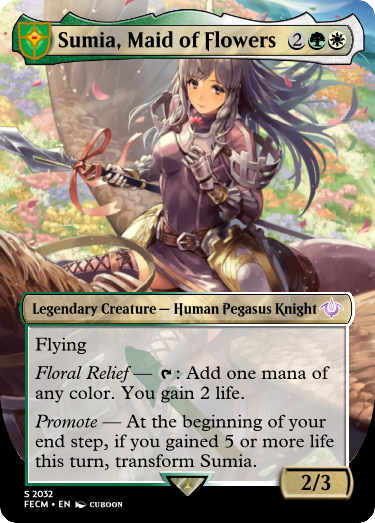 Sumia, Maid of Flowers 2
Legendary Creature — Human Pegasus Knight
Flying
Floral Relief — : Add one mana of
any color. You gain 2 life.
Promote — At the beginning of your
end step, if you gained 5 or more life
this turn, transform Sumia.
2/3
S 2032
FECM • EN CUBOON